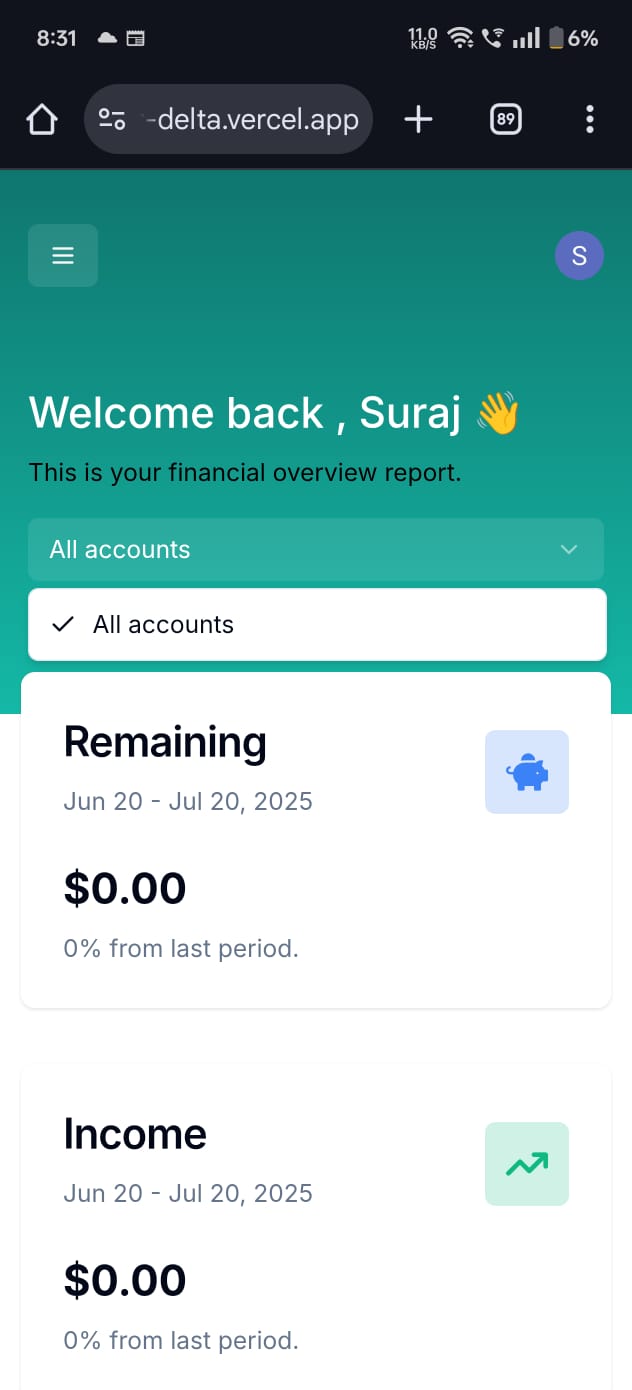 8:31 11.0 KB/S 6%
-delta.vercel.app 89
S
Welcome back , Suraj 👋
This is your financial overview report.
All accounts
All accounts
Remaining
Jun 20 - Jul 20, 2025
$0.00
0% from last period.
Income
Jun 20 - Jul 20, 2025
$0.00
0% from last period.